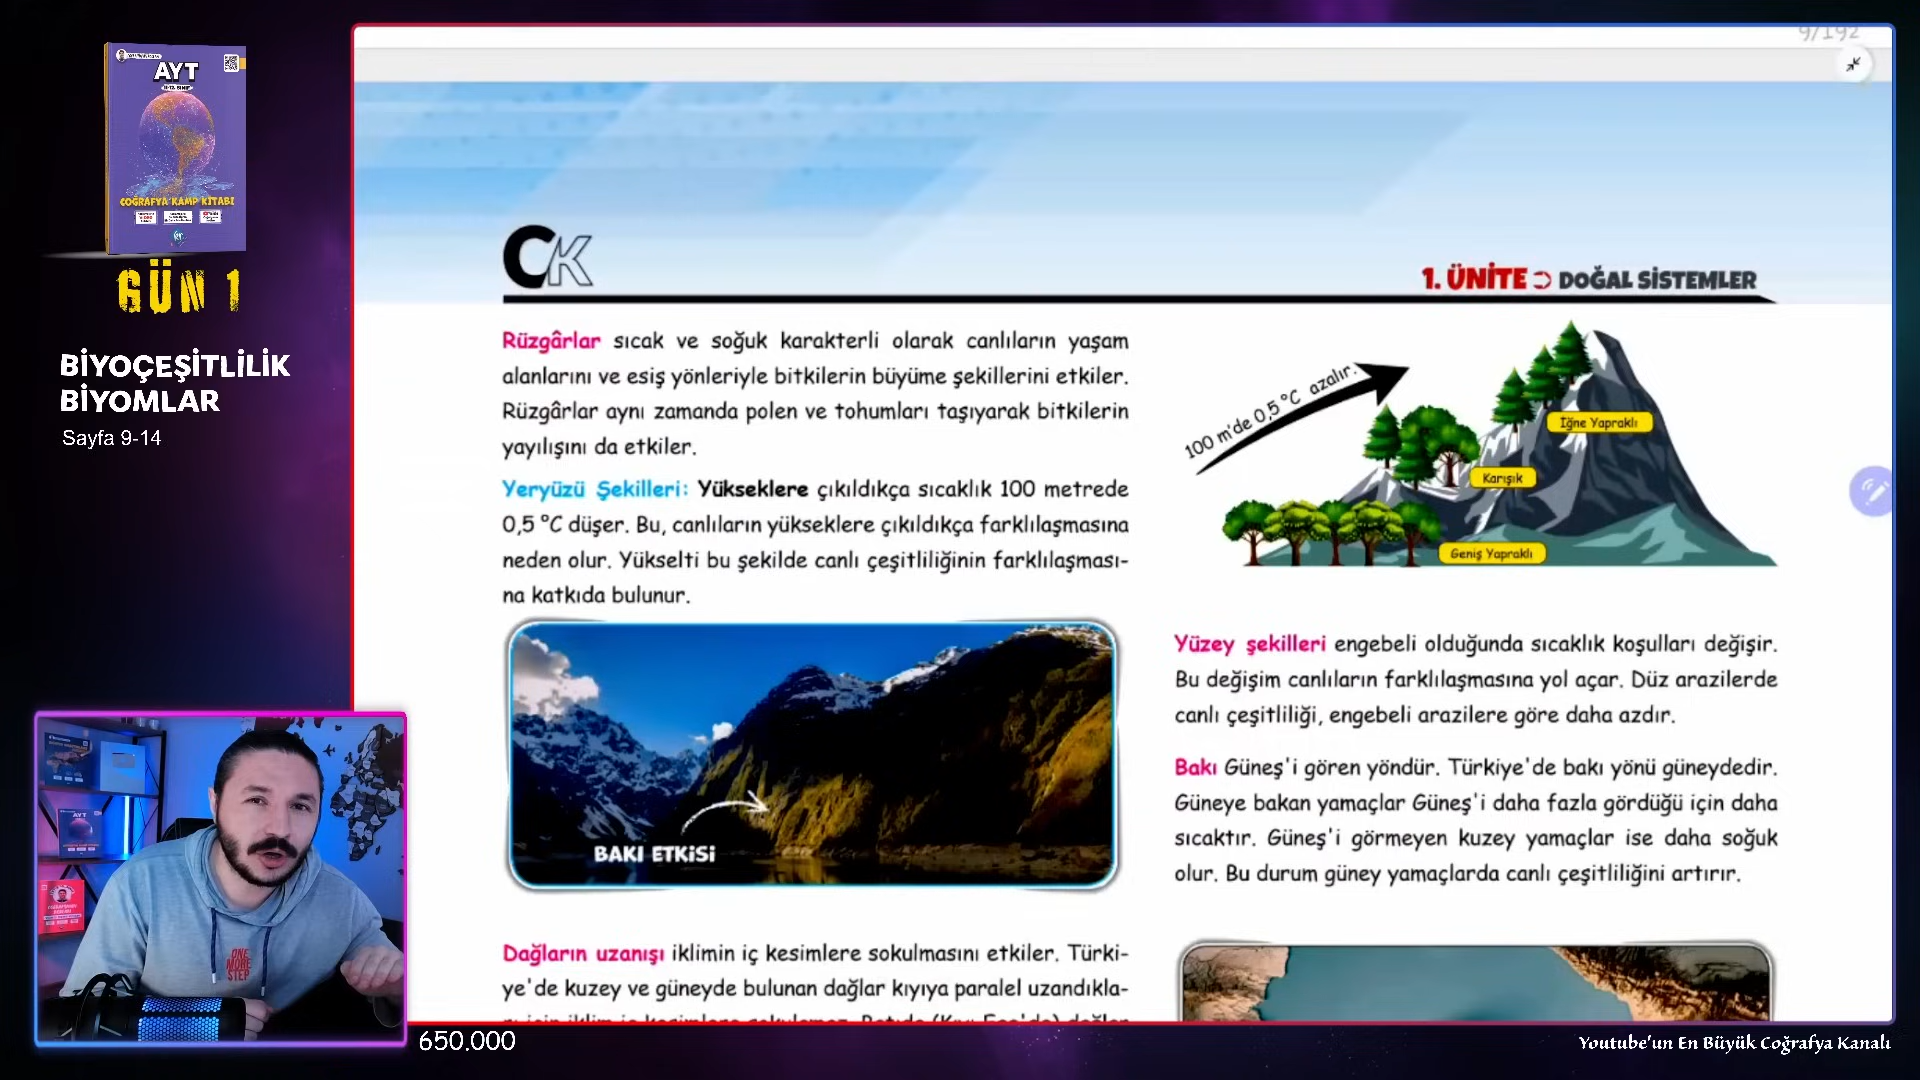 AYT
11-12. SINIF
COĞRAFYA KAMP KİTABI
GÜN 1
BİYOÇEŞİTLİLİK
BİYOMLAR
Sayfa 9-14
9/192
CK
1. ÜNİTE DOĞAL SİSTEMLER
Rüzgârlar sıcak ve soğuk karakterli olarak canlıların yaşam
alanlarını ve esiş yönleriyle bitkilerin büyüme şekillerini etkiler.
Rüzgârlar aynı zamanda polen ve tohumları taşıyarak bitkilerin
yayılışını da etkiler.
Yeryüzü Şekilleri: Yükseklere çıkıldıkça sıcaklık 100 metrede
0,5 °C düşer. Bu, canlıların yükseklere çıkıldıkça farklılaşmasına
neden olur. Yükselti bu şekilde canlı çeşitliliğinin farklılaşması-
na katkıda bulunur.
BAKI ETKİSİ
Dağların uzanışı iklimin iç kesimlere sokulmasını etkiler. Türki-
ye'de kuzey ve güneyde bulunan dağlar kıyıya paralel uzandıkla-
100 m'de 0,5 °C azalır.
İğne Yapraklı
Karışık
Geniş Yapraklı
Yüzey şekilleri engebeli olduğunda sıcaklık koşulları değişir.
Bu değişim canlıların farklılaşmasına yol açar. Düz arazilerde
canlı çeşitliliği, engebeli arazilere göre daha azdır.
Bakı Güneş'i gören yöndür. Türkiye'de bakı yönü güneydedir.
Güneye bakan yamaçlar Güneş'i daha fazla gördüğü için daha
sıcaktır. Güneş'i görmeyen kuzey yamaçlar ise daha soğuk
olur. Bu durum güney yamaçlarda canlı çeşitliliğini artırır.
AYT
ONE
MORE
STEP
650.000
Youtube'un En Büyük Coğrafya Kanalı